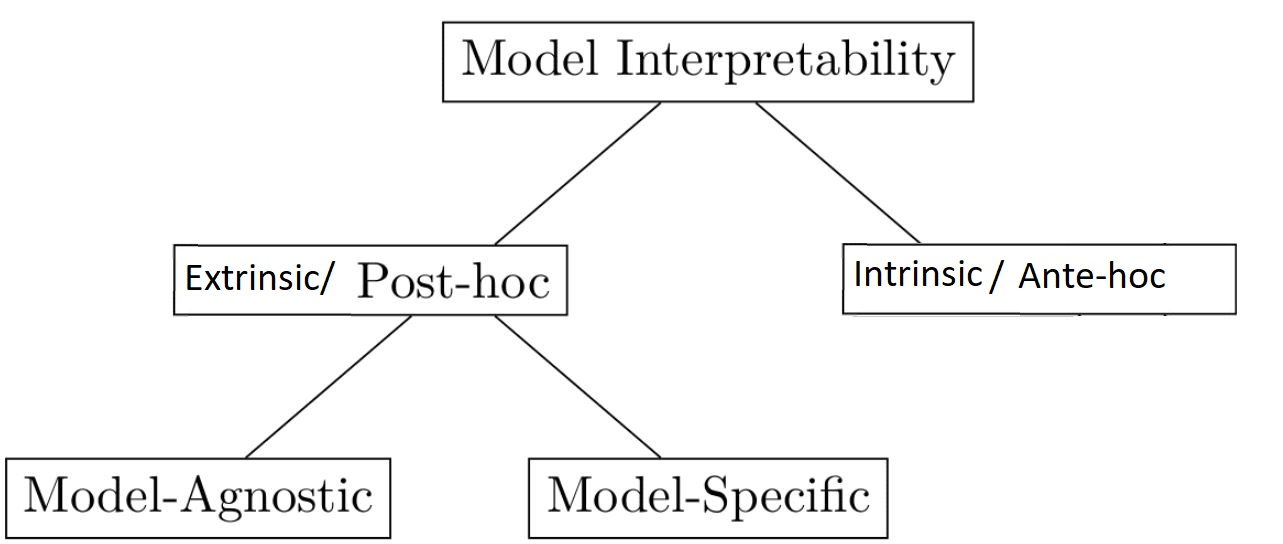 Model Interpretability
Extrinsic/ Post-hoc
Intrinsic / Ante-hoc
Model-Agnostic
Model-Specific